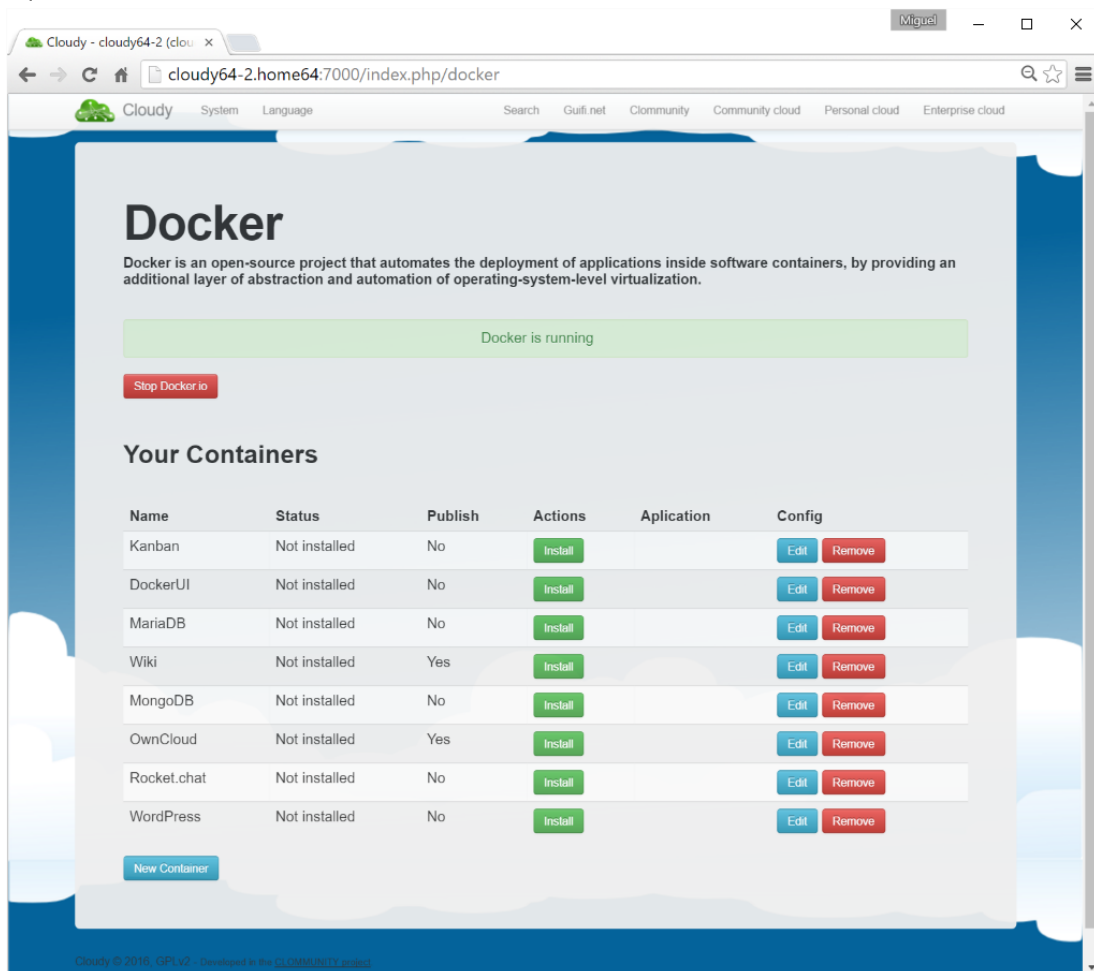 Miguel
Cloudy - cloudy64-2 (clou
cloudy64-2.home64:7000/index.php/docker
Cloudy System Language Search Guifi.net Clommunity Community cloud Personal cloud Enterprise cloud
Docker
Docker is an open-source project that automates the deployment of applications inside software containers, by providing an
additional layer of abstraction and automation of operating-system-level virtualization.
Docker is running
Stop Docker.io
Your Containers
Name Status Publish Actions Aplication Config
Kanban Not installed No Install Edit Remove
DockerUI Not installed No Install Edit Remove
MariaDB Not installed No Install Edit Remove
Wiki Not installed Yes Install Edit Remove
MongoDB Not installed No Install Edit Remove
OwnCloud Not installed Yes Install Edit Remove
Rocket.chat Not installed No Install Edit Remove
WordPress Not installed No Install Edit Remove
New Container
Cloudy © 2016, GPLv2 - Developed in the CLOMMUNITY project